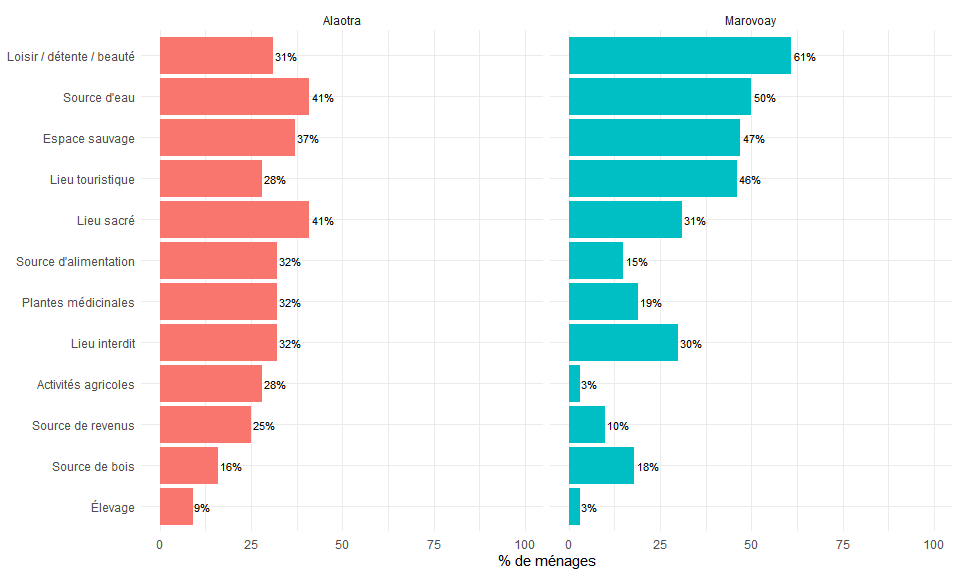 Alaotra Marovoay
Loisir / détente / beauté 31% 61%
Source d'eau 41% 50%
Espace sauvage 37% 47%
Lieu touristique 28% 46%
Lieu sacré 41% 31%
Source d'alimentation 32% 15%
Plantes médicinales 32% 19%
Lieu interdit 32% 30%
Activités agricoles 28% 3%
Source de revenus 25% 10%
Source de bois 16% 18%
Élevage 9% 3%
0 25 50 75 100 0 25 50 75 100
% de ménages